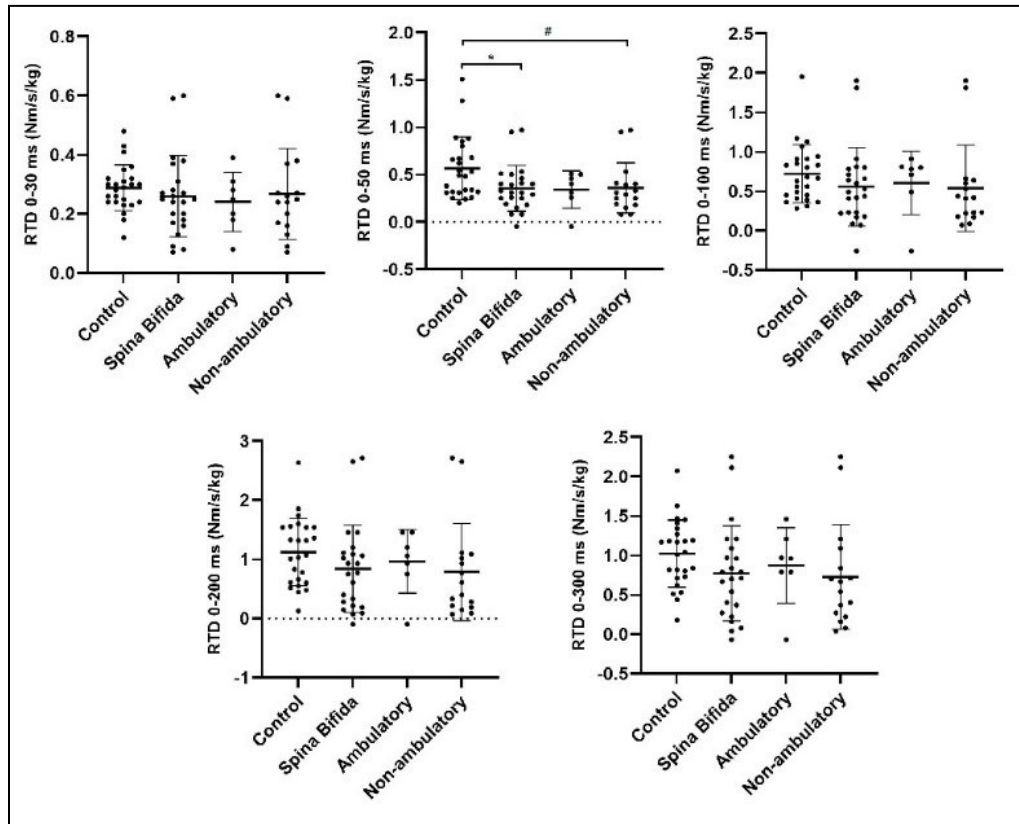 RTD 0-30 ms (Nm/s/kg)
0.8
0.6
0.4
0.2
0.0
Control
Spina Bifida
Ambulatory
Non-ambulatory
RTD 0-50 ms (Nm/s/kg)
2.0
1.5
1.0
0.5
0.0
-0.5
#
*
Control
Spina Bifida
Ambulatory
Non-ambulatory
RTD 0-100 ms (Nm/s/kg)
2.5
2.0
1.5
1.0
0.5
0.0
-0.5
Control
Spina Bifida
Ambulatory
Non-ambulatory
RTD 0-200 ms (Nm/s/kg)
3
2
1
0
-1
Control
Spina Bifida
Ambulatory
Non-ambulatory
RTD 0-300 ms (Nm/s/kg)
2.5
2.0
1.5
1.0
0.5
0.0
-0.5
Control
Spina Bifida
Ambulatory
Non-ambulatory